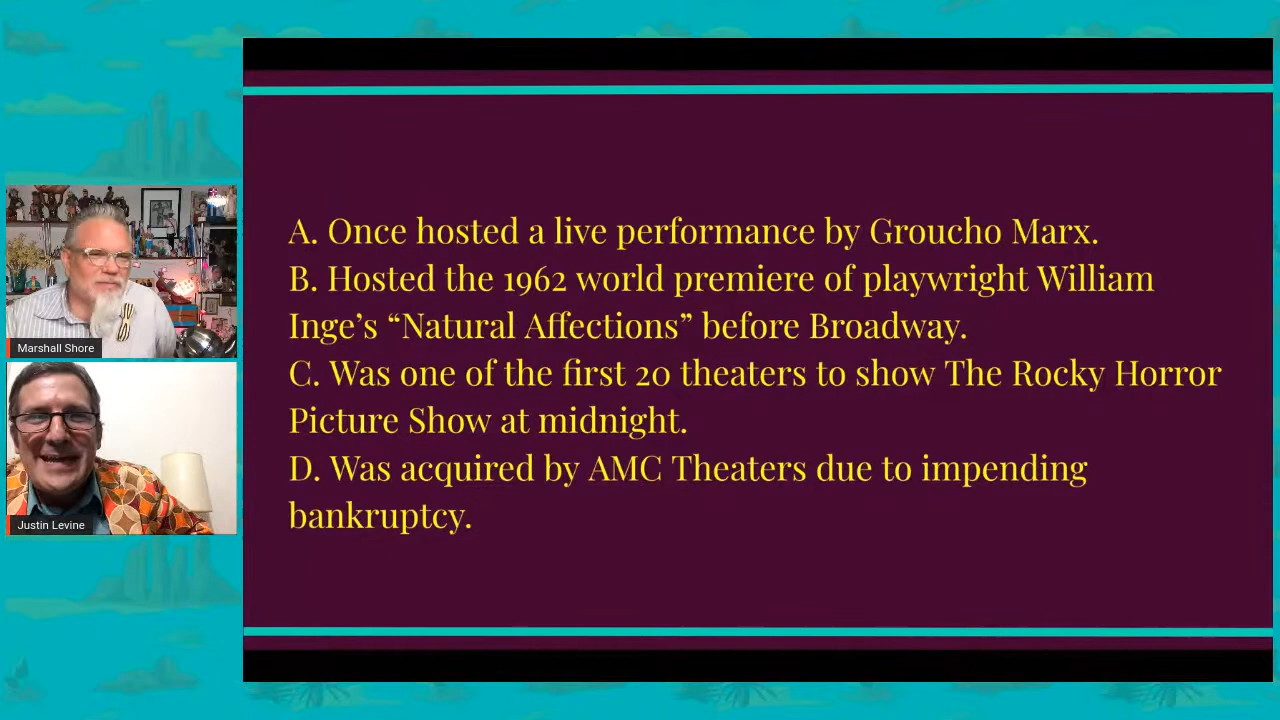 A. Once hosted a live performance by Groucho Marx.
B. Hosted the 1962 world premiere of playwright William
Inge’s “Natural Affections” before Broadway.
C. Was one of the first 20 theaters to show The Rocky Horror
Picture Show at midnight.
D. Was acquired by AMC Theaters due to impending
bankruptcy.
Marshall Shore
Justin Levine